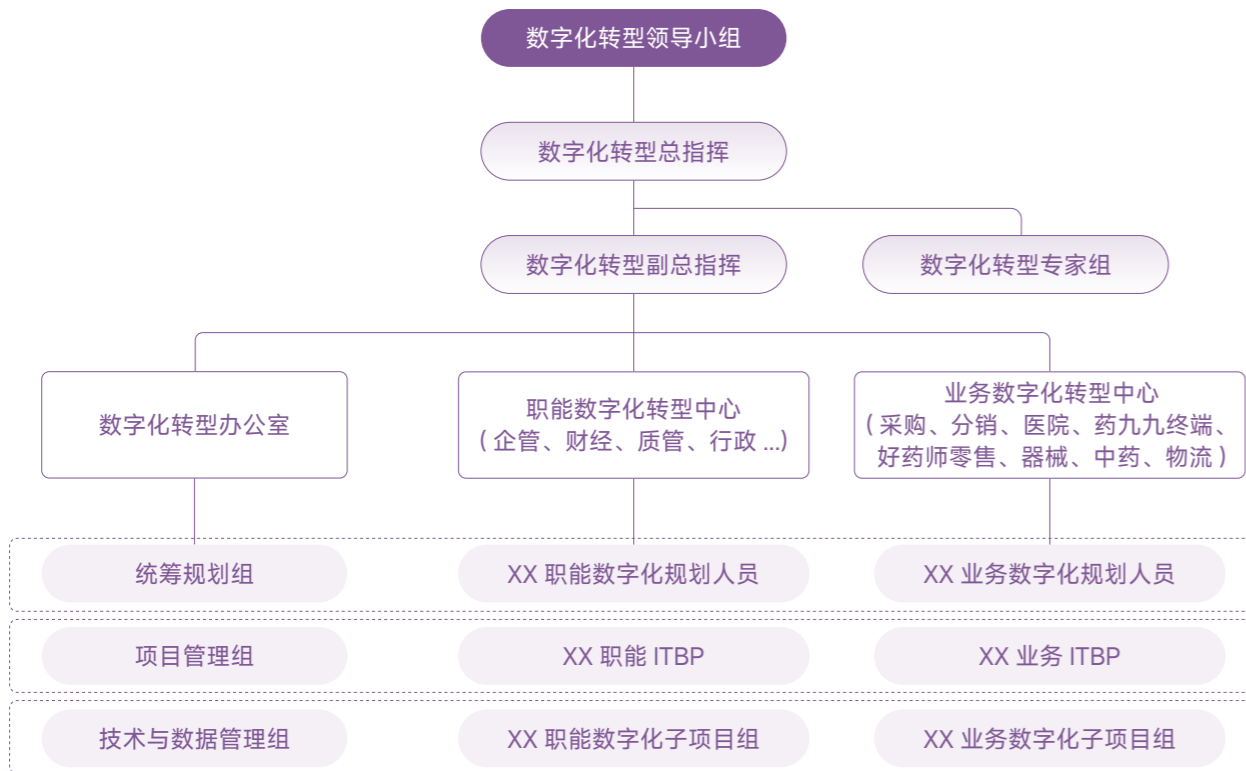 数字化转型领导小组
数字化转型总指挥
数字化转型副总指挥
数字化转型专家组
数字化转型办公室
职能数字化转型中心
( 企管、财经、质管、行政 ...)
业务数字化转型中心
( 采购、分销、医院、药九九终端、
好药师零售、器械、中药、物流 )
统筹规划组
XX 职能数字化规划人员
XX 业务数字化规划人员
项目管理组
XX 职能 ITBP
XX 业务 ITBP
技术与数据管理组
XX 职能数字化子项目组
XX 业务数字化子项目组